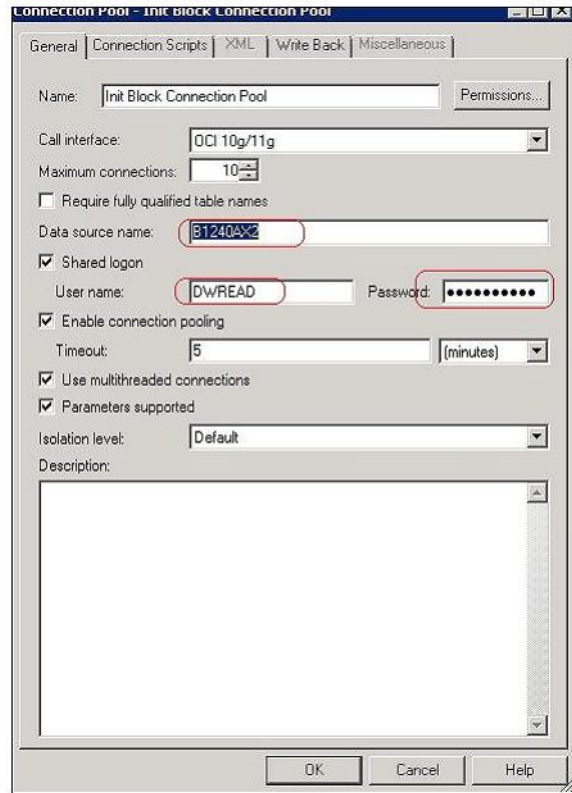 Connection Pool - Init Block Connection Pool
General Connection Scripts XML Write Back Miscellaneous
Name: Init Block Connection Pool Permissions...
Call interface: OCI 10g/11g
Maximum connections: 10
Require fully qualified table names
Data source name: B1240AX2
Shared logon
User name: DWREAD Password: ●●●●●●●●●●
Enable connection pooling
Timeout: 5 (minutes)
Use multithreaded connections
Parameters supported
Isolation level: Default
Description:
OK Cancel Help